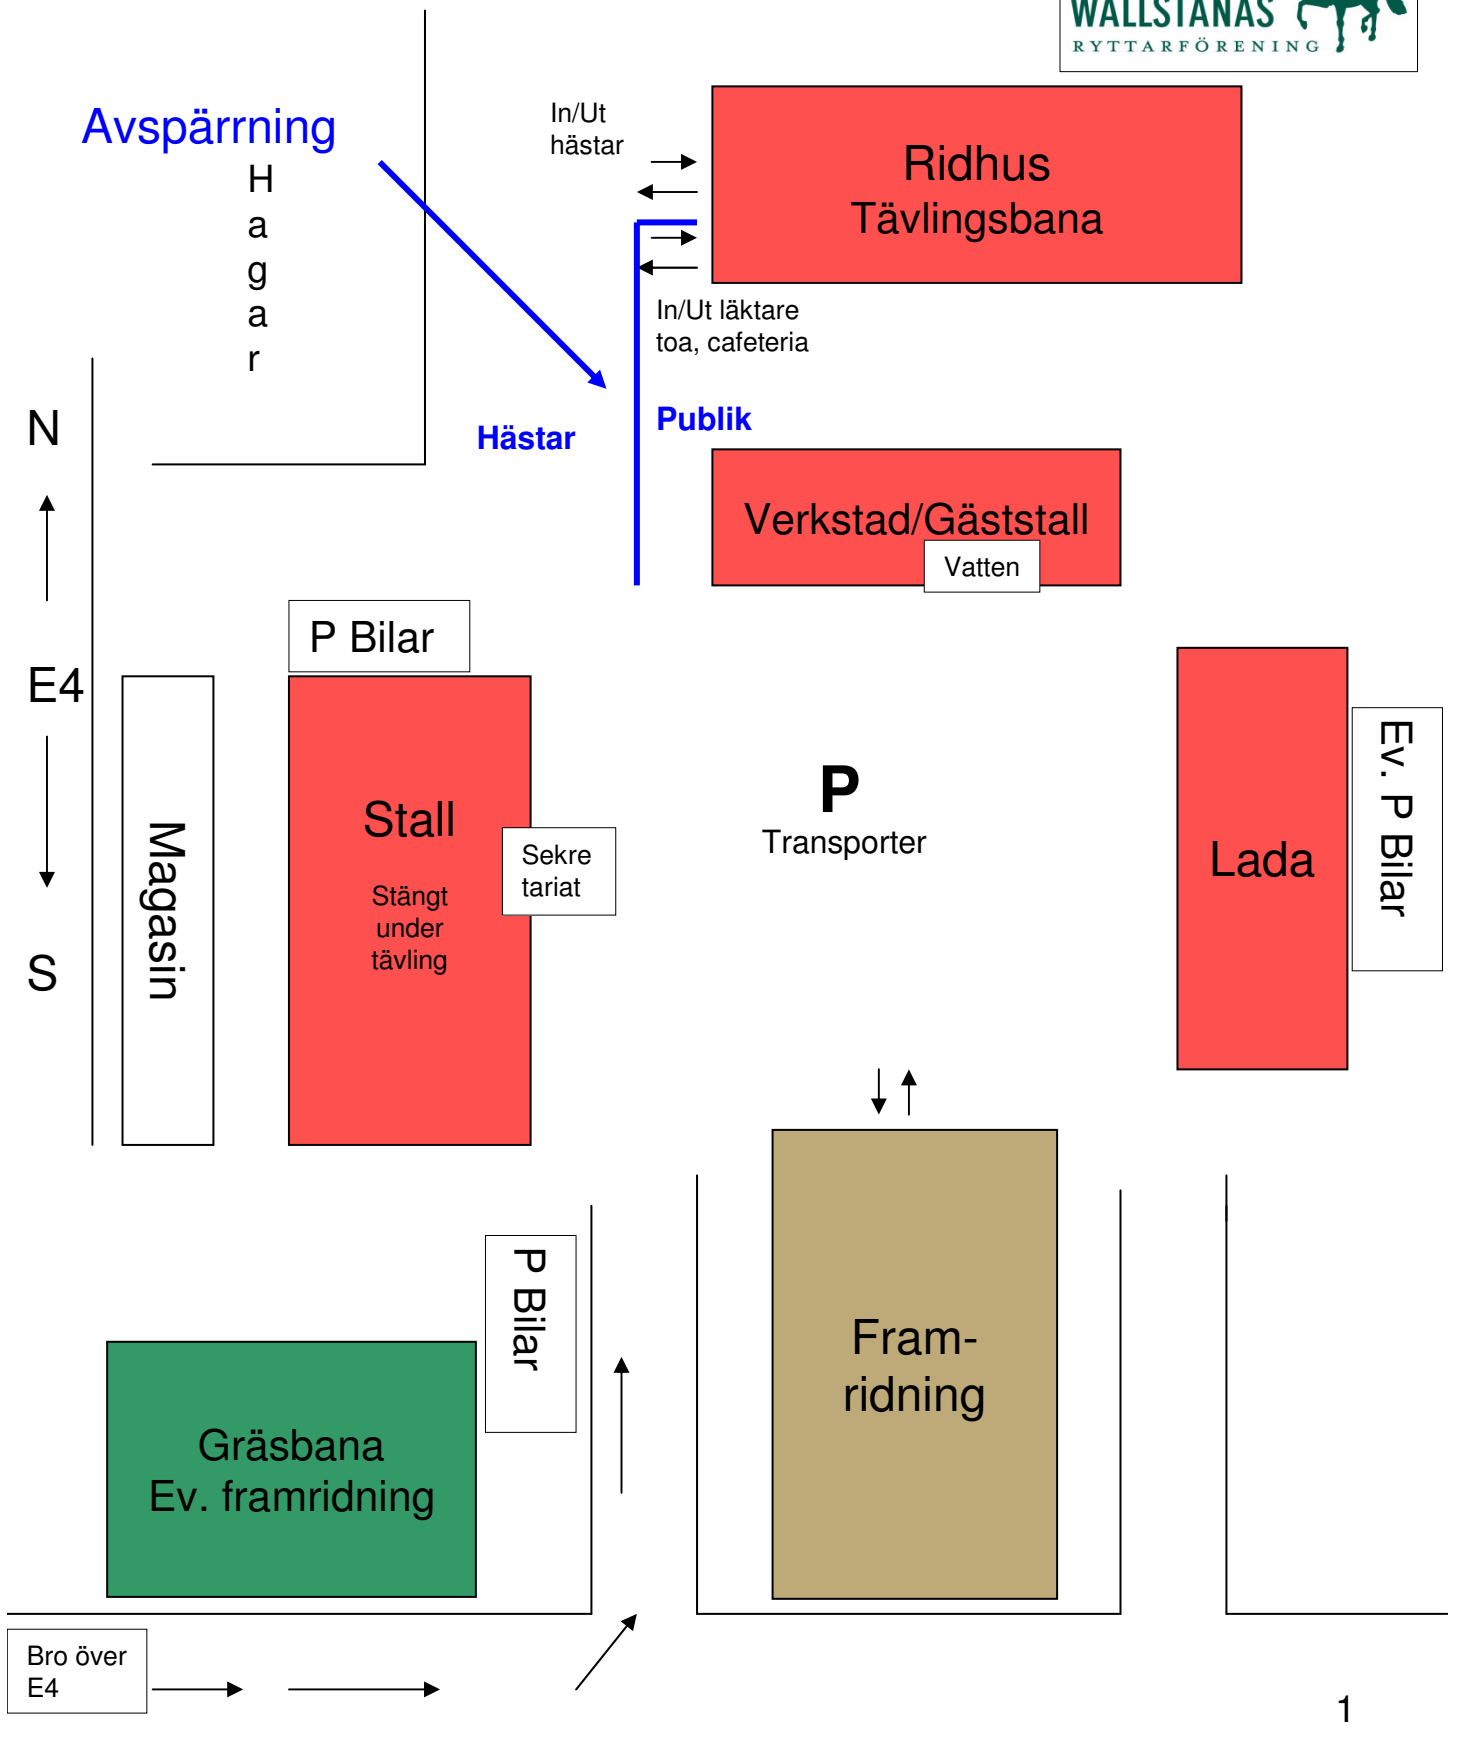 WALLSTANÄS
RYTTARFÖRENING
Avspärrning
H
a
g
a
r
In/Ut
hästar
Ridhus
Tävlingsbana
In/Ut läktare
toa, cafeteria
Hästar
Publik
Verkstad/Gäststall
Vatten
N
E4
S
P Bilar
Magasin
Stall
Stängt
under
tävling
Sekre
tariat
P
Transporter
Lada
Ev. P Bilar
P Bilar
Fram-
ridning
Gräsbana
Ev. framridning
Bro över
E4
1